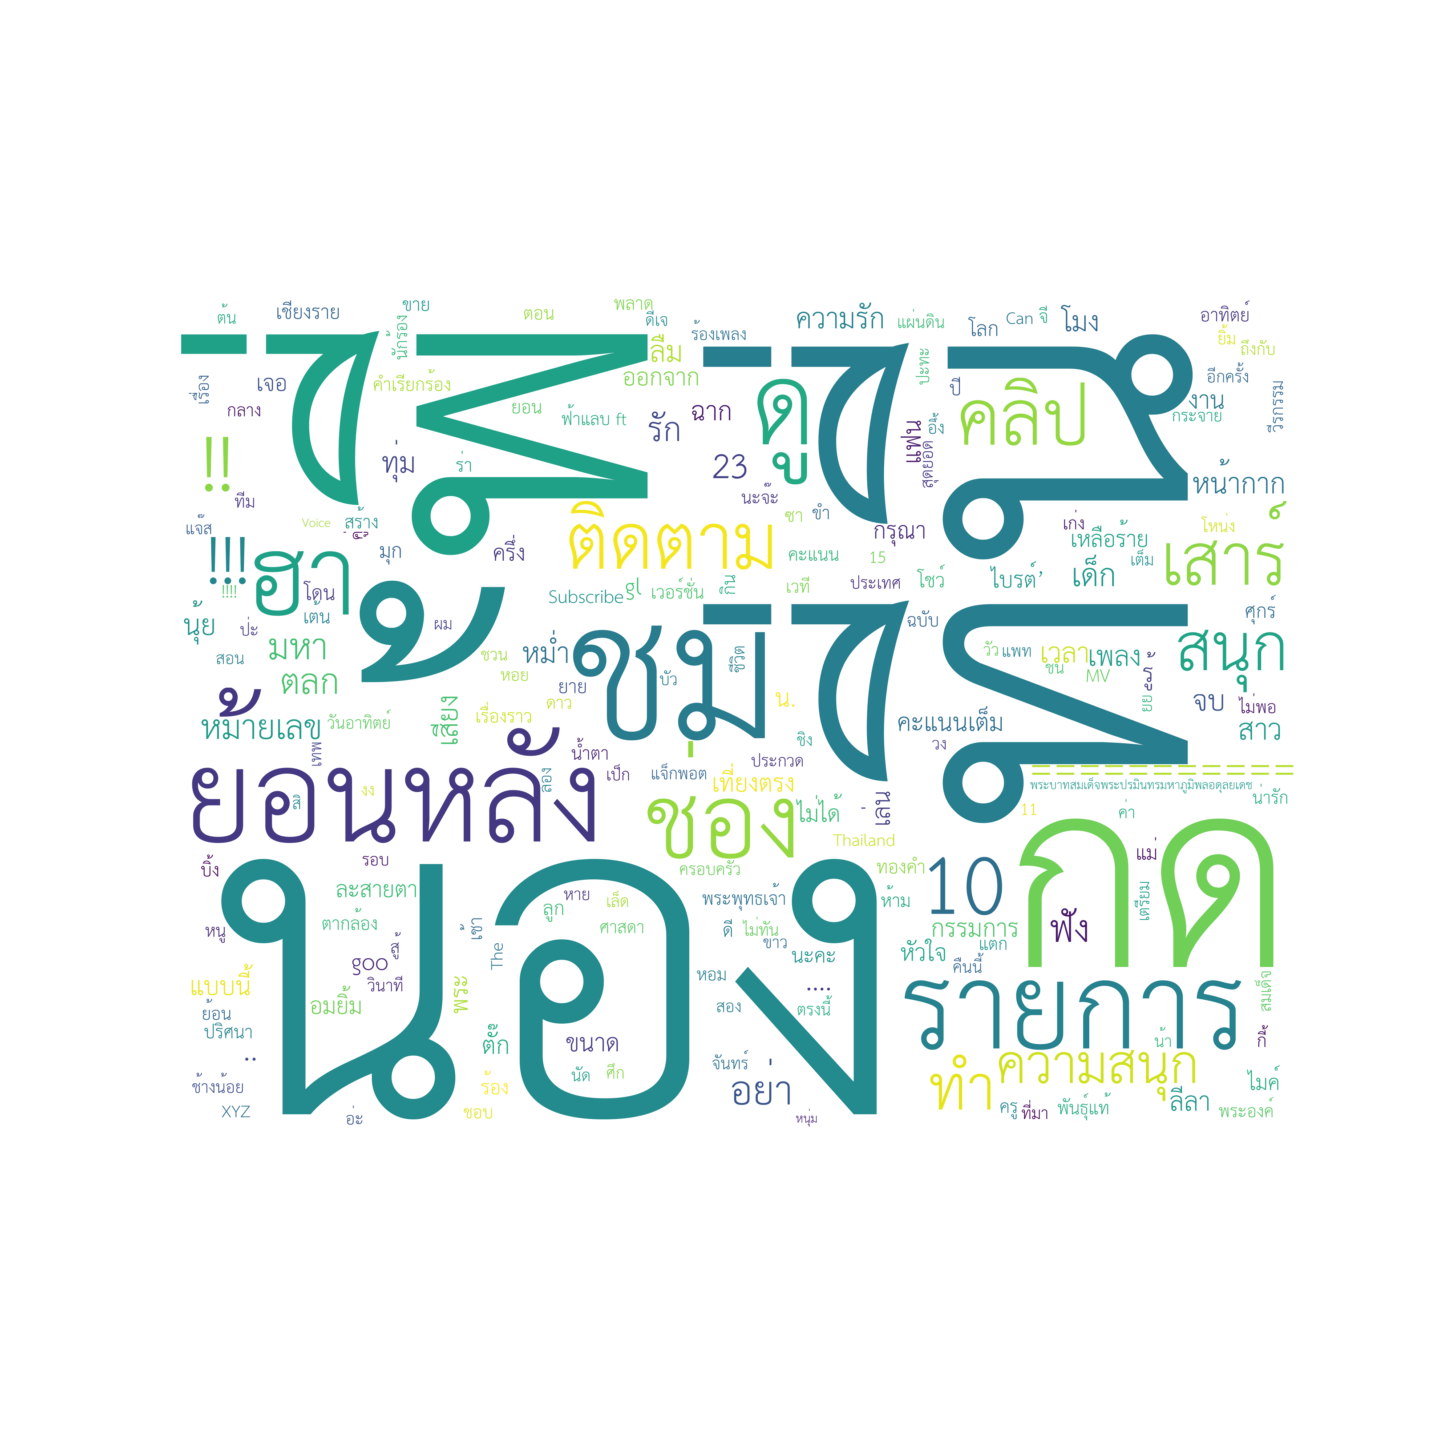 ต้น
เชียงราย
ขาย
ตอน
พลาด
ดีเจ
ร้องเพลง
ความรัก
แผ่นดิน
โลก
Can
จี
โมง
อาทิตย์
ยิ้ม
ถึงกับ
นักร้อง
ลืม
ออกจาก
เรื่อง
เจอ
คำเรียกร้อง
กลาง
ยอน
ฟ้าแลบ ft
รัก
ฉาก
ดู
ปะทะ
ปี
คลิป
อีกครั้ง
งาน
กระจาย
วีรกรรม
!!
ทุ่ม
ร่า
23
แฟน
สุดยอด
อึ้ง
หน้ากาก
ทีม
แจ๊ส
Voice
สร้าง
นะจ๊ะ
ซา
ขำ
กรุณา
เก่ง
โหน่ง
!!!
ฮา
มุก
ครึ่ง
ติดตาม
คะแนน
15
เหลือร้าย
เต็ม
เสาร์
!!!!
โดน
เต้น
Subscribe
gl
เวอร์ชั่น
กิ๊น
เวที
ประเทศ
โชว์
ไบรต์’
เด็ก
นุ้ย
ป่ะ
ผม
ฉบับ
ศุกร์
สอน
มหา
ตลก
ชวน
หอย
หม่ำ
ยาย
ชม
บัว
ชีวิต
วัว
แพท
เวลา
ชน
เพลง
MV
รู้
สนุก
หมายเลข
วันอาทิตย์
เสียง
เรื่องราว
ดาว
น.
คะแนนเต็ม
วง
ยย
จบ
ไม่พอ
สาว
เทพ
น้ำตา
เป็ก
ชิง
ประกวด
ยอนหลัง
งง
ลอง
แจ็กพอต
เที่ยงตรง
ช่อง
ไม่ได้
เล่น
Thailand
===========
พระบาทสมเด็จพระปรมินทรมหาภูมิพลอดุลยเดช
น่ารัก
11
ค่า
บิ๊ง
รอบ
ครอบครัว
ทองคำ
10
กด
แม่
ละสายตา
หาย
เล็ด
พระพุทธเจ้า
ห้าม
เตรียม
หนู
ตากล้อง
สู้
เชา
ลูก
ศาสดา
ดี
ไม่ทัน
ขาว
กรรมการ
แตก
ฟัง
goo
The
นะคะ
หัวใจ
คืนนี้
แบบนี้
วินาที
พระ
หอม
....
รายการ
สมเด็จ
ย้อน
อมยิ้ม
สอง
ตรงนี้
ปริศนา
ตั๊ก
ขนาด
น้า
กี้
..
นอง
จันทร์
ความสนุก
ช้างน้อย
ร้อง
นัด
ศึก
อย่า
ทำ
ไมค์
XYZ
อ่ะ
ชอบ
หนุ่ม
ครู
ที่มา
พันธุ์แท้
ลีลา
พระองค์